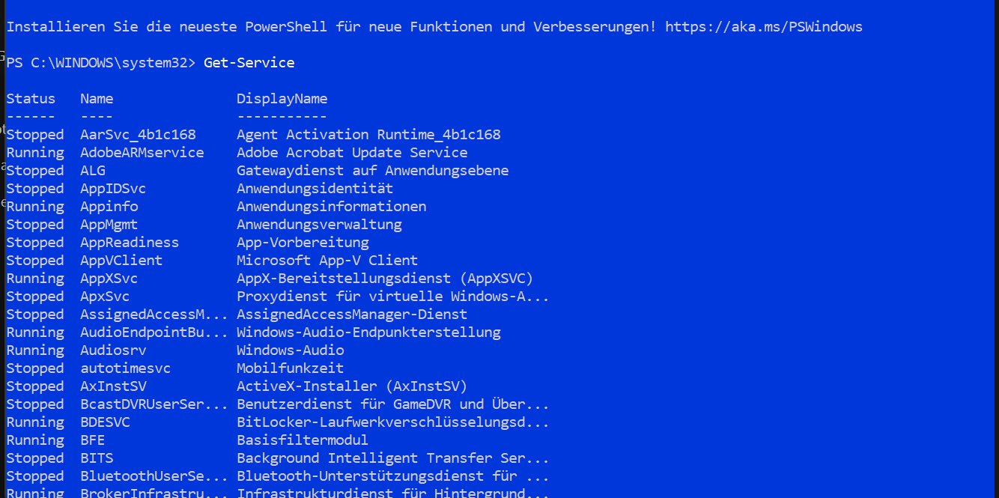 Installieren Sie die neueste PowerShell für neue Funktionen und Verbesserungen! https://aka.ms/PSWindows
PS C:\WINDOWS\system32> Get-Service
Status   Name               DisplayName
------   ----               -----------
Stopped  AarSvc_4b1c168     Agent Activation Runtime_4b1c168
Running  AdobeARMservice    Adobe Acrobat Update Service
Stopped  ALG                Gatewaydienst auf Anwendungsebene
Stopped  AppIDSvc           Anwendungsidentität
Running  Appinfo            Anwendungsinformationen
Stopped  AppMgmt            Anwendungsverwaltung
Stopped  AppReadiness       App-Vorbereitung
Stopped  AppVClient         Microsoft App-V Client
Running  AppXSvc            AppX-Bereitstellungsdienst (AppXSVC)
Stopped  ApxSvc             Proxydienst für virtuelle Windows-A...
Stopped  AssignedAccessM... AssignedAccessManager-Dienst
Running  AudioEndpointBu... Windows-Audio-Endpunkterstellung
Running  Audiosrv           Windows-Audio
Stopped  autotimesvc        Mobilfunkzeit
Stopped  AxInstSV           ActiveX-Installer (AxInstSV)
Stopped  BcastDVRUserSer... Benutzerdienst für GameDVR und Über...
Running  BDESVC             BitLocker-Laufwerkverschlüsselungsd...
Running  BFE                Basisfiltermodul
Stopped  BITS               Background Intelligent Transfer Ser...
Stopped  BluetoothUserSe... Bluetooth-Unterstützungsdienst für ...
Running  BrokerInfrastru... Infrastrukturdienst für Hintergrund...